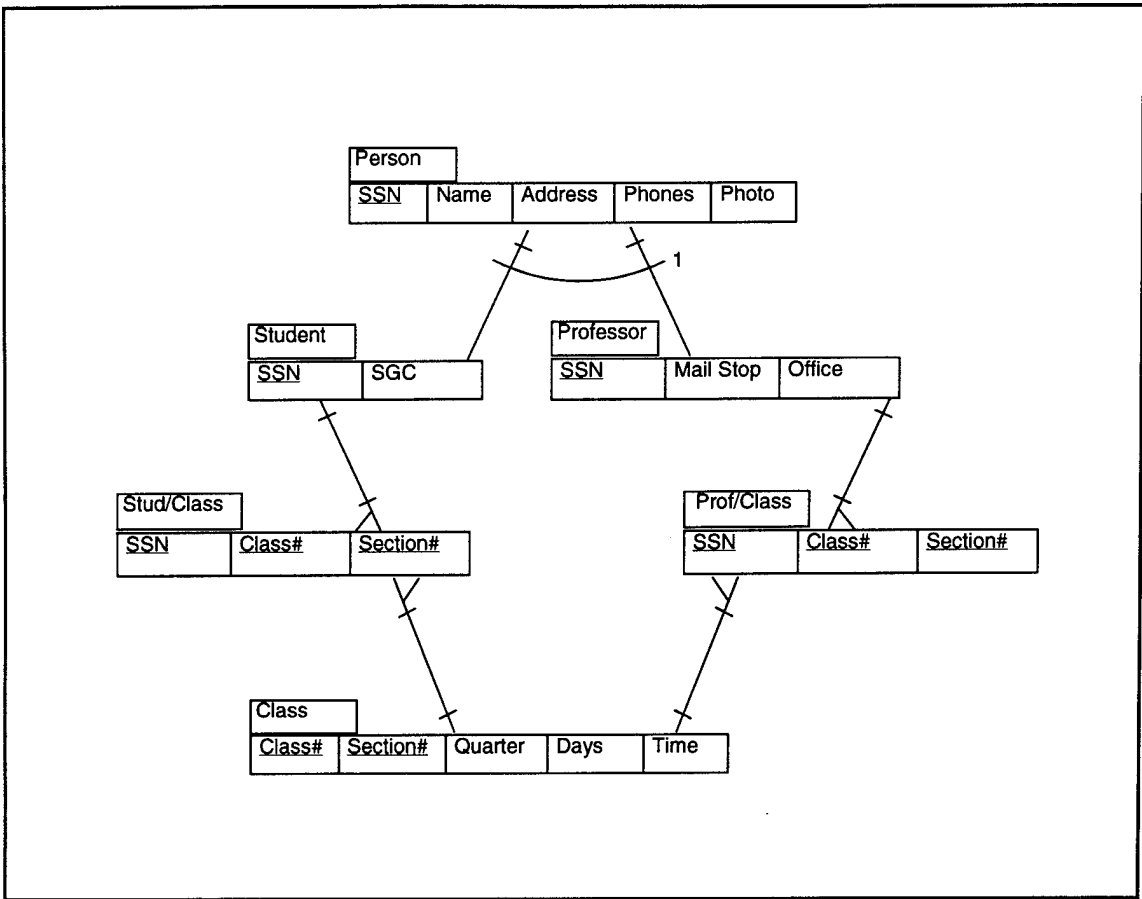 Person
SSN Name Address Phones Photo
1
Student
SSN SGC
Professor
SSN Mail Stop Office
Stud/Class
SSN Class# Section#
Prof/Class
SSN Class# Section#
Class
Class# Section# Quarter Days Time